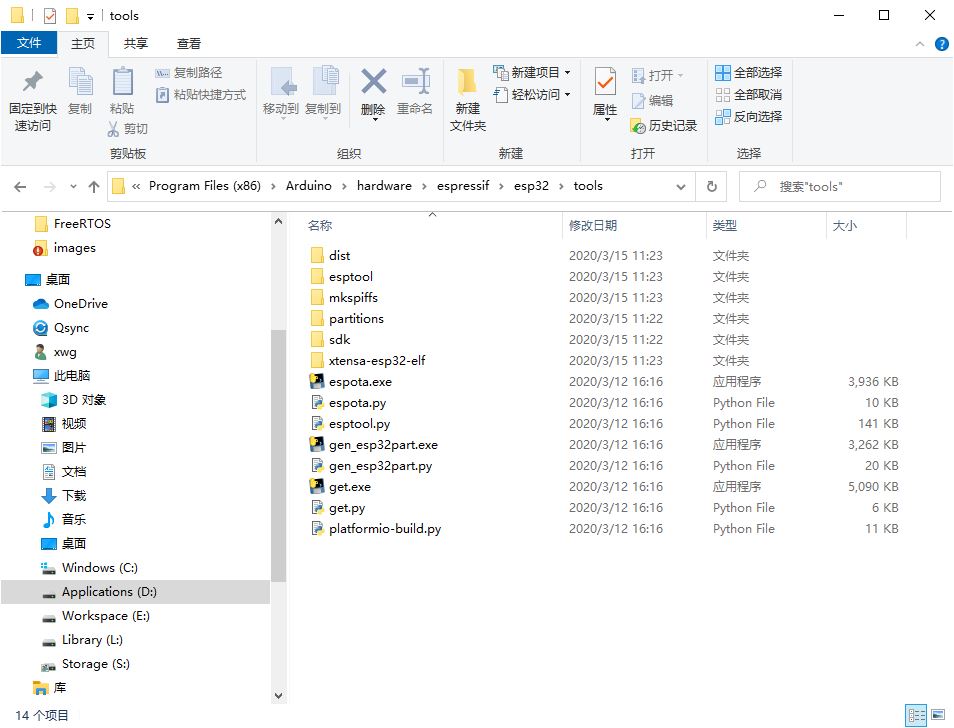 tools
文件 主页 共享 查看
固定到快速访问 复制 粘贴 复制路径 粘贴快捷方式 剪切 移动到 复制到 删除 重命名 新建文件夹 新建项目 轻松访问 属性 打开 编辑 历史记录 全部选择 全部取消 反向选择
剪贴板 组织 新建 打开 选择
« Program Files (x86) › Arduino › hardware › espressif › esp32 › tools 搜索"tools"
FreeRTOS
images
桌面
OneDrive
Qsync
xwg
此电脑
3D 对象
视频
图片
文档
下载
音乐
桌面
Windows (C:)
Applications (D:)
Workspace (E:)
Library (L:)
Storage (S:)
库
名称 修改日期 类型 大小
dist 2020/3/15 11:23 文件夹
esptool 2020/3/15 11:23 文件夹
mkspiffs 2020/3/15 11:23 文件夹
partitions 2020/3/15 11:22 文件夹
sdk 2020/3/15 11:22 文件夹
xtensa-esp32-elf 2020/3/15 11:23 文件夹
espota.exe 2020/3/12 16:16 应用程序 3,936 KB
espota.py 2020/3/12 16:16 Python File 10 KB
esptool.py 2020/3/12 16:16 Python File 141 KB
gen_esp32part.exe 2020/3/12 16:16 应用程序 3,262 KB
gen_esp32part.py 2020/3/12 16:16 Python File 20 KB
get.exe 2020/3/12 16:16 应用程序 5,090 KB
get.py 2020/3/12 16:16 Python File 6 KB
platformio-build.py 2020/3/12 16:16 Python File 11 KB
14 个项目